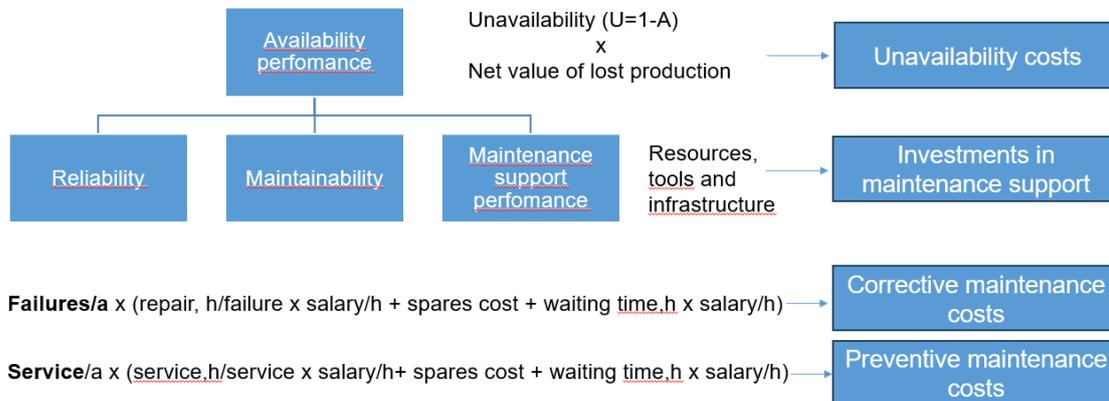 Availability
perfomance
Unavailability (U=1-A)
x
Net value of lost production
Unavailability costs
Reliability
Maintainability
Maintenance
support
perfomance
Resources,
tools and
infrastructure
Investments in
maintenance support
Failures/a x (repair, h/failure x salary/h + spares cost + waiting time,h x salary/h)
Corrective maintenance
costs
Service/a x (service,h/service x salary/h+ spares cost + waiting time,h x salary/h)
Preventive maintenance
costs